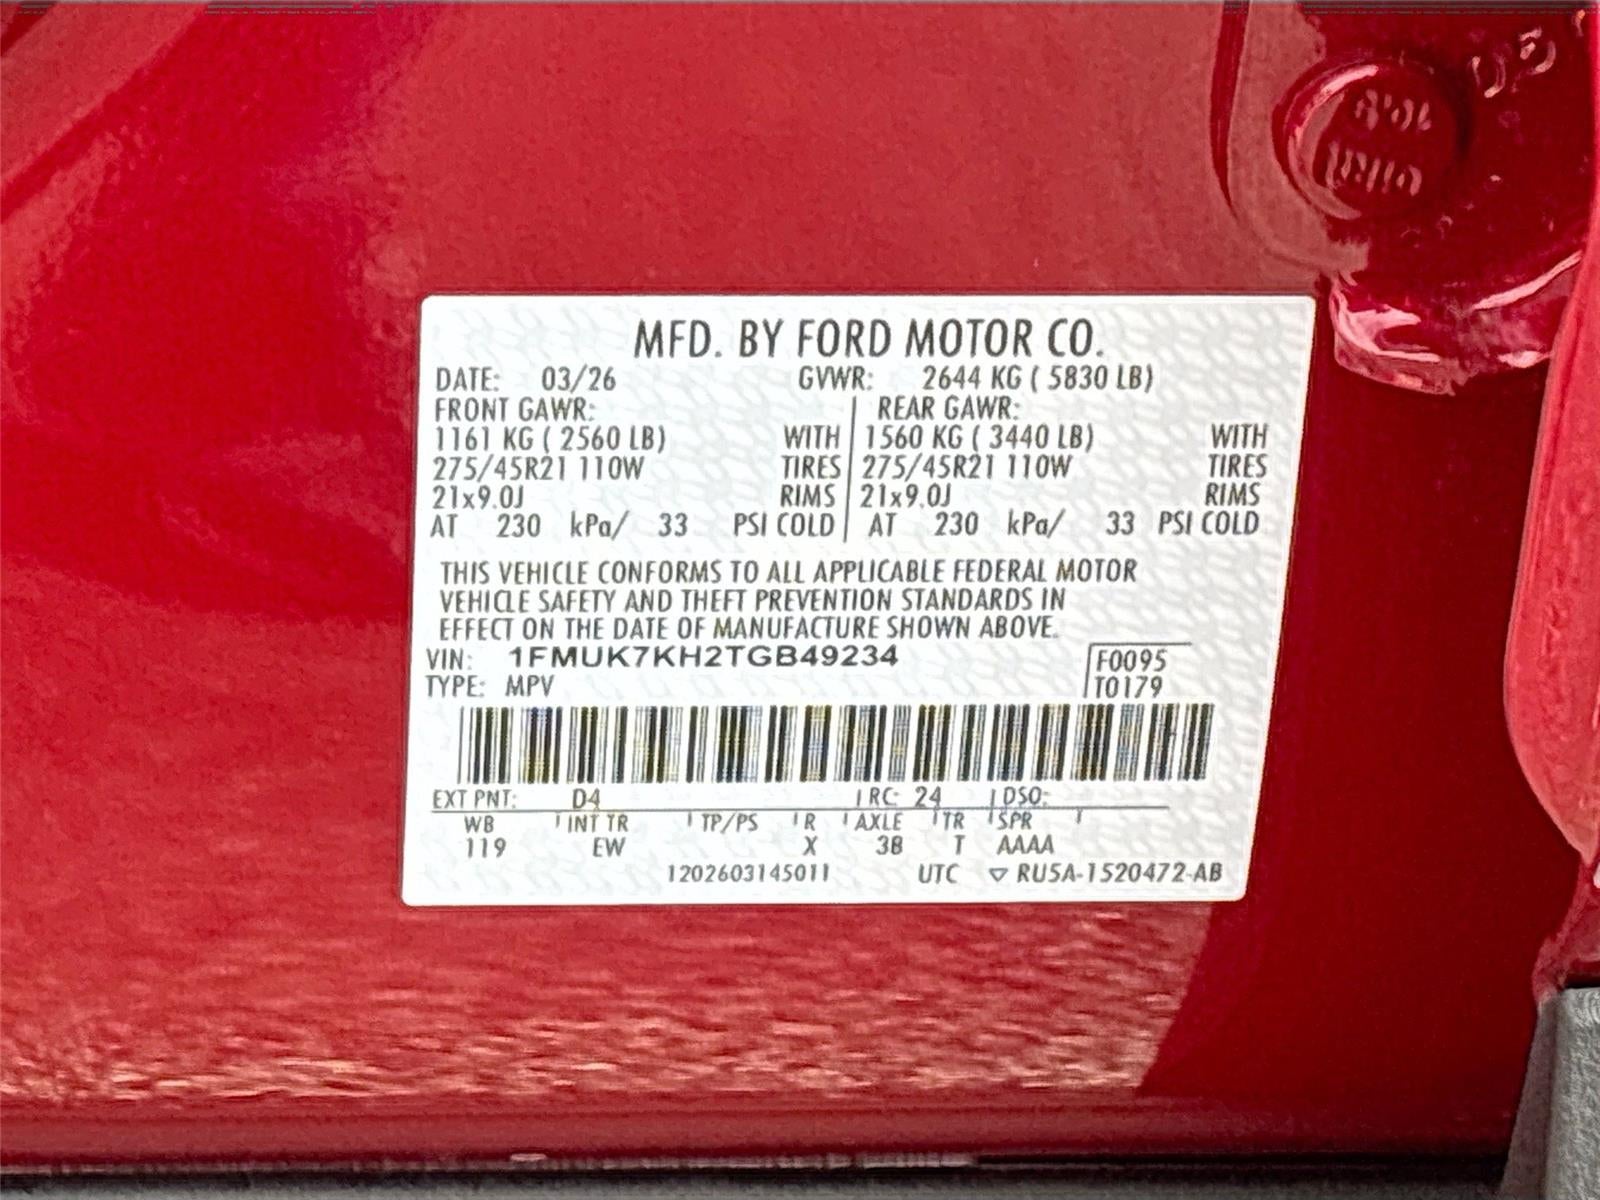 MFD. BY FORD MOTOR CO.
DATE: 03/26 GVWR: 2644 KG ( 5830 LB)
FRONT GAWR: REAR GAWR:
1161 KG ( 2560 LB) WITH 1560 KG ( 3440 LB) WITH
275/45R21 110W TIRES 275/45R21 110W TIRES
21x9.0J RIMS 21x9.0J RIMS
AT 230 kPa/ 33 PSI COLD AT 230 kPa/ 33 PSI COLD
THIS VEHICLE CONFORMS TO ALL APPLICABLE FEDERAL MOTOR
VEHICLE SAFETY AND THEFT PREVENTION STANDARDS IN
EFFECT ON THE DATE OF MANUFACTURE SHOWN ABOVE.
VIN: 1FMUK7KH2TGB49234 F0095
TYPE: MPV T0179
EXT PNT: D4 RC: 24 DSO:
WB INT TR TP/PS R AXLE TR SPR
119 EW X 3B T AAAA
1202603145011 UTC ▽ RU5A-1520472-AB